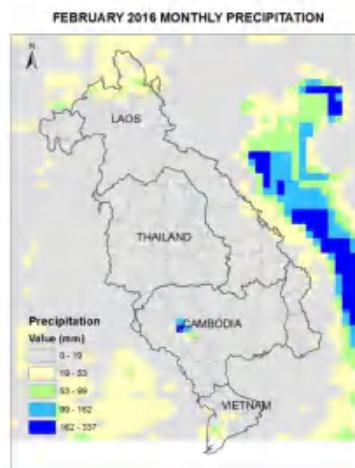 FEBRUARY 2016 MONTHLY PRECIPITATION
N
LAOS
THAILAND
CAMBODIA
VIETNAM
Precipitation
Value (mm)
0 - 19
19 - 53
53 - 99
99 - 162
162 - 337